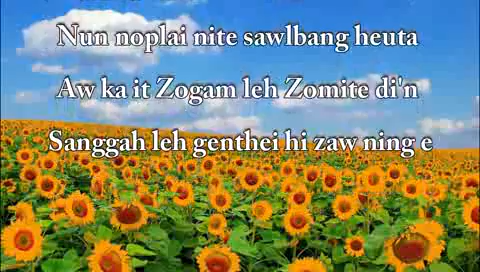 Nun noplai nite sawlbang heuta
Aw ka it Zogam leh Zomite di'n
Sanggah leh genthei hi zaw ning e